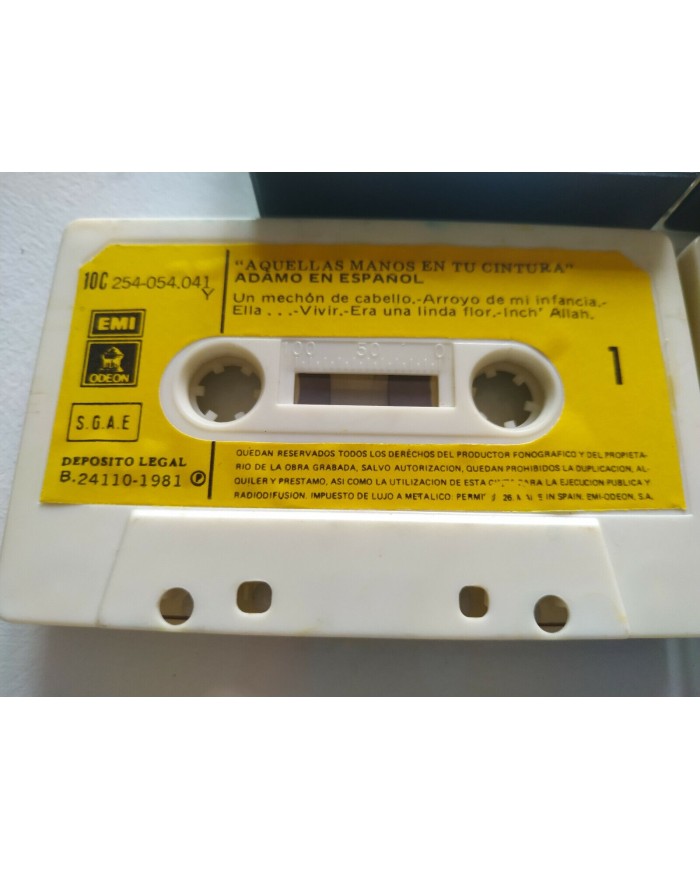 10C 254-054.041
Y
"AQUELLAS MANOS EN TU CINTURA"
ADAMO EN ESPAÑOL
Un mechón de cabello.-Arroyo de mi infancia.-
Ella . . .-Vivir.-Era una linda flor.-Inch' Allah.
EMI
ODEON
S.G.A.E
DEPOSITO LEGAL
B.24110-1981 Ⓟ
100 50 0
1
QUEDAN RESERVADOS TODOS LOS DERECHOS DEL PRODUCTOR FONOGRAFICO Y DEL PROPIETA-
RIO DE LA OBRA GRABADA, SALVO AUTORIZACION, QUEDAN PROHIBIDOS LA DUPLICACION, AL-
QUILER Y PRESTAMO, ASI COMO LA UTILIZACION DE ESTA PARA LA EJECUCION PUBLICA Y
RADIODIFUSION. IMPUESTO DE LUJO A METALICO: 26. IN SPAIN. EMI-ODEON, S.A.